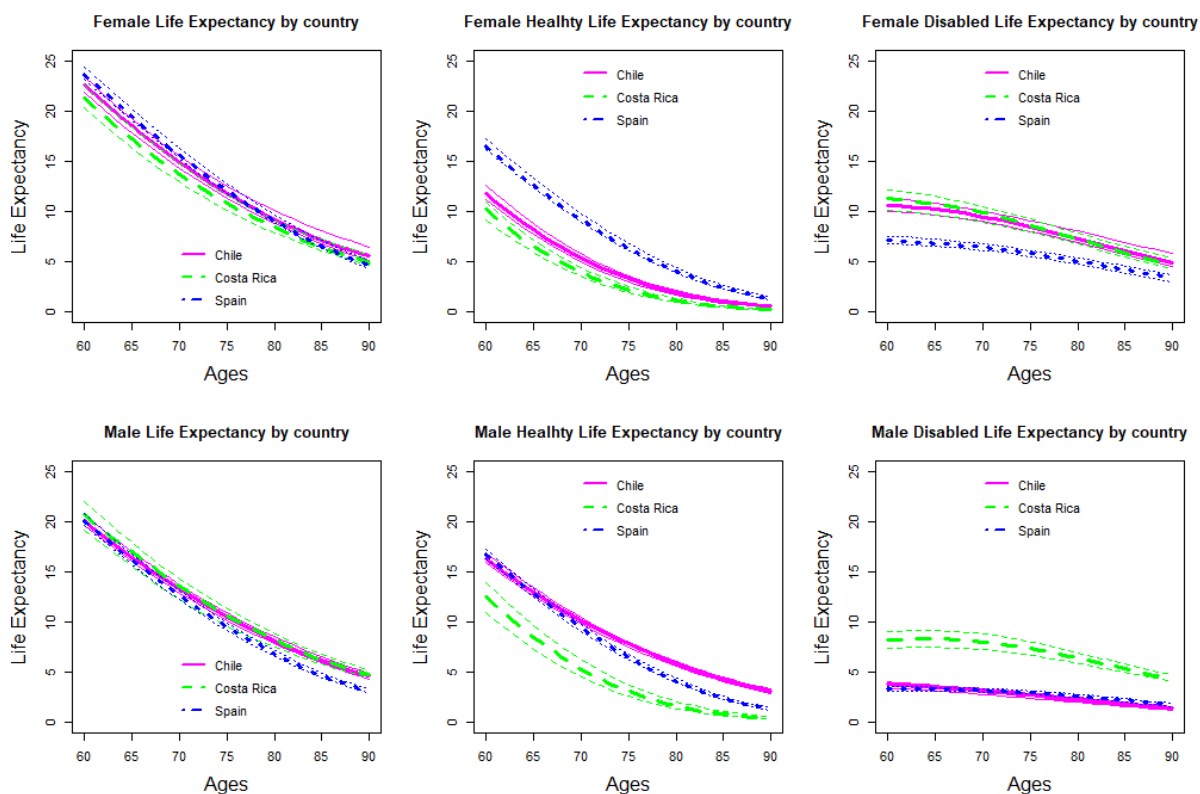 Female Life Expectancy by country
Life Expectancy
25
20
15
10
5
0
Chile
Costa Rica
Spain
60 65 70 75 80 85 90
Ages
Female Healhty Life Expectancy by country
Life Expectancy
25
20
15
10
5
0
Chile
Costa Rica
Spain
60 65 70 75 80 85 90
Ages
Female Disabled Life Expectancy by country
Life Expectancy
25
20
15
10
5
0
Chile
Costa Rica
Spain
60 65 70 75 80 85 90
Ages
Male Life Expectancy by country
Life Expectancy
25
20
15
10
5
0
Chile
Costa Rica
Spain
60 65 70 75 80 85 90
Ages
Male Healhty Life Expectancy by country
Life Expectancy
25
20
15
10
5
0
Chile
Costa Rica
Spain
60 65 70 75 80 85 90
Ages
Male Disabled Life Expectancy by country
Life Expectancy
25
20
15
10
5
0
Chile
Costa Rica
Spain
60 65 70 75 80 85 90
Ages